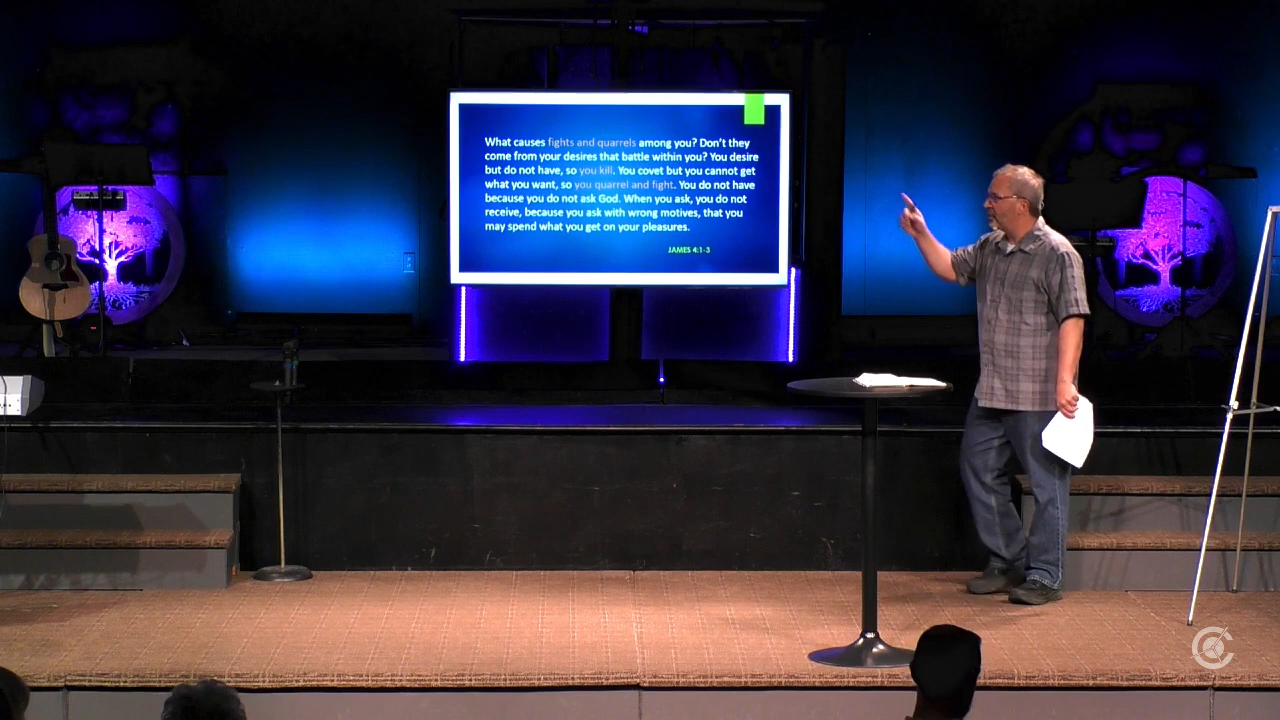 What causes fights and quarrels among you? Don't they
come from your desires that battle within you? You desire
but do not have, so you kill. You covet but you cannot get
what you want, so you quarrel and fight. You do not have
because you do not ask God. When you ask, you do not
receive, because you ask with wrong motives, that you
may spend what you get on your pleasures.
JAMES 4:1-3